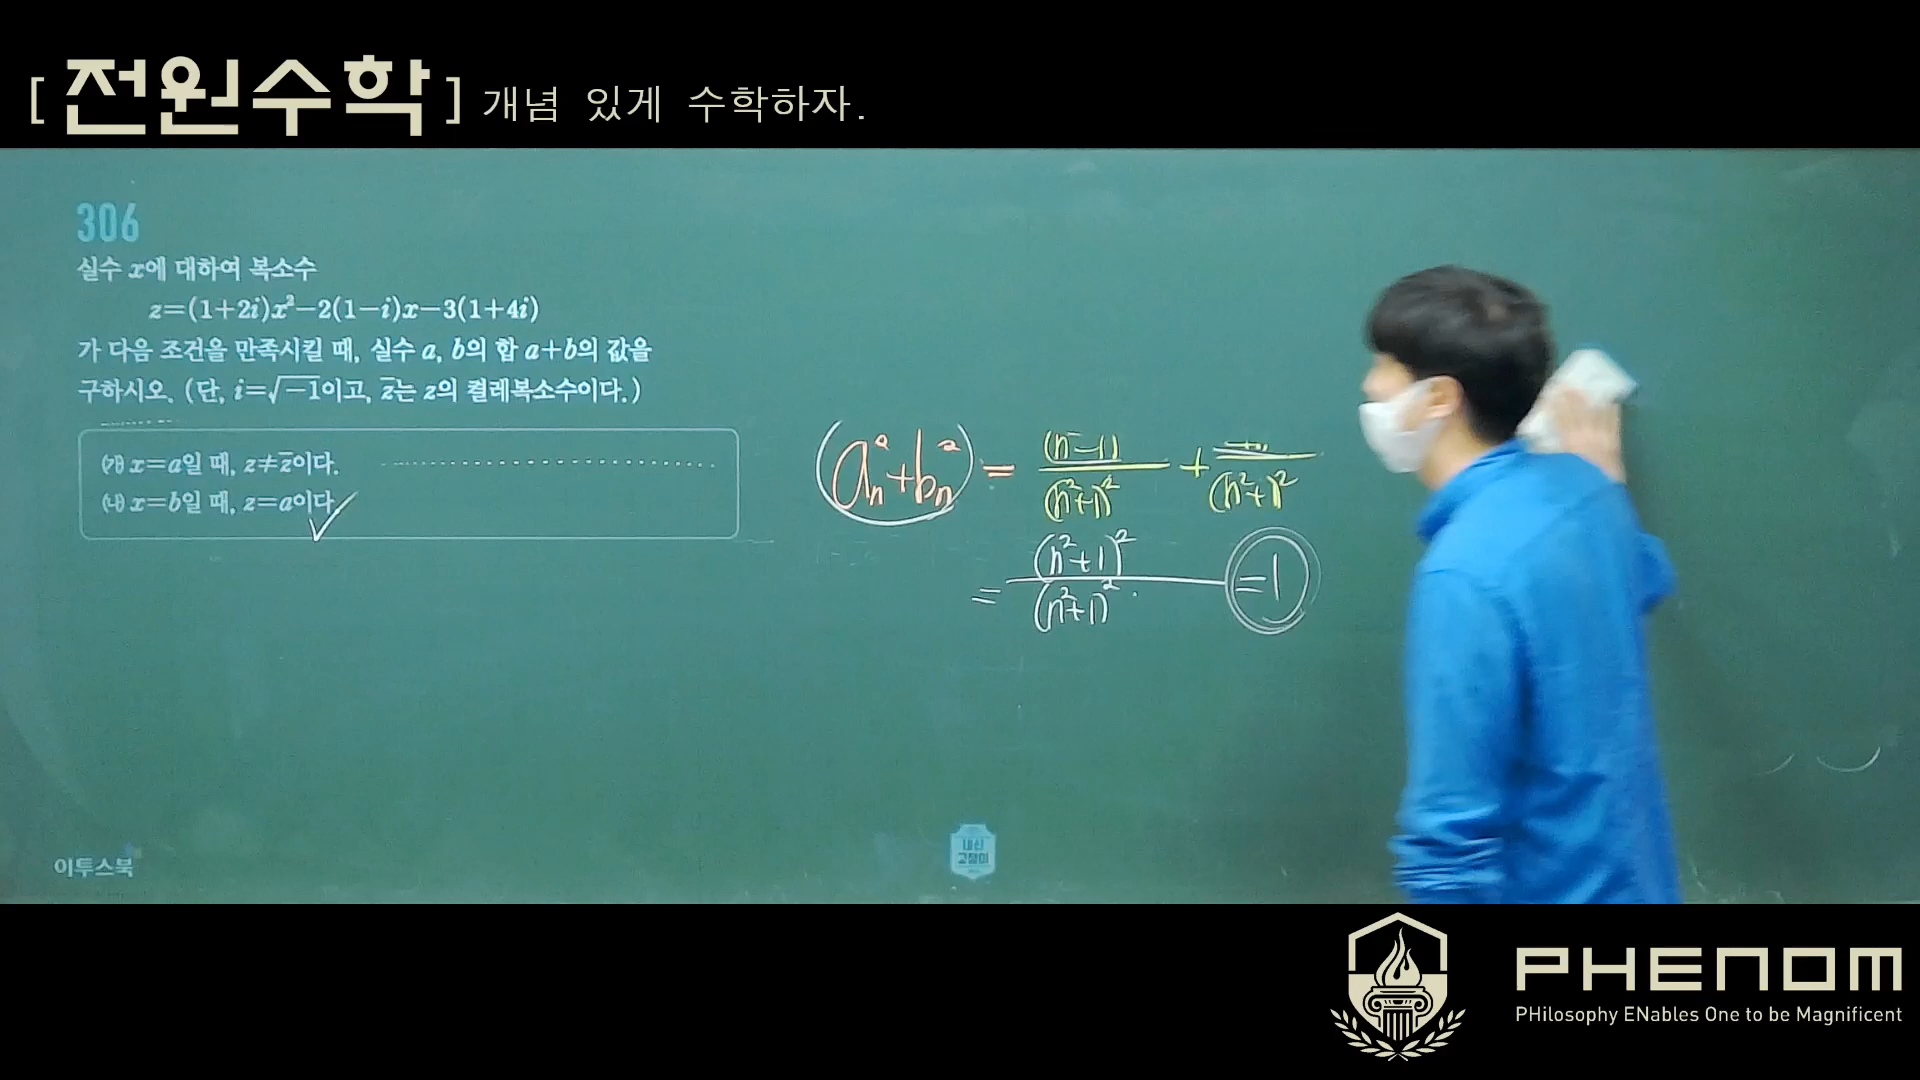 [ 전원수학 ] 개념 있게 수학하자.
306
실수 x에 대하여 복소수
z=(1+2i)x²-2(1-i)x-3(1+4i)
가 다음 조건을 만족시킬 때, 실수 a, b의 합 a+b의 값을
구하시오. (단, i=√-1이고, z̅는 z의 켤레복소수이다.)
㈎ x=a일 때, z≠z̅이다.
㈏ x=b일 때, z=a이다.
(aₙ²+bₙ²) = /(n²+1)² + /(n²+1)²
= (n²+1)²/(n²+1)² =1
이투스북
내신
고쟁이
PHENOM
PHilosophy ENables One to be Magnificent